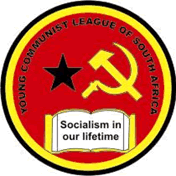 YOUNG COMMUNIST LEAGUE OF SOUTH AFRICA
Socialism in
our lifetime